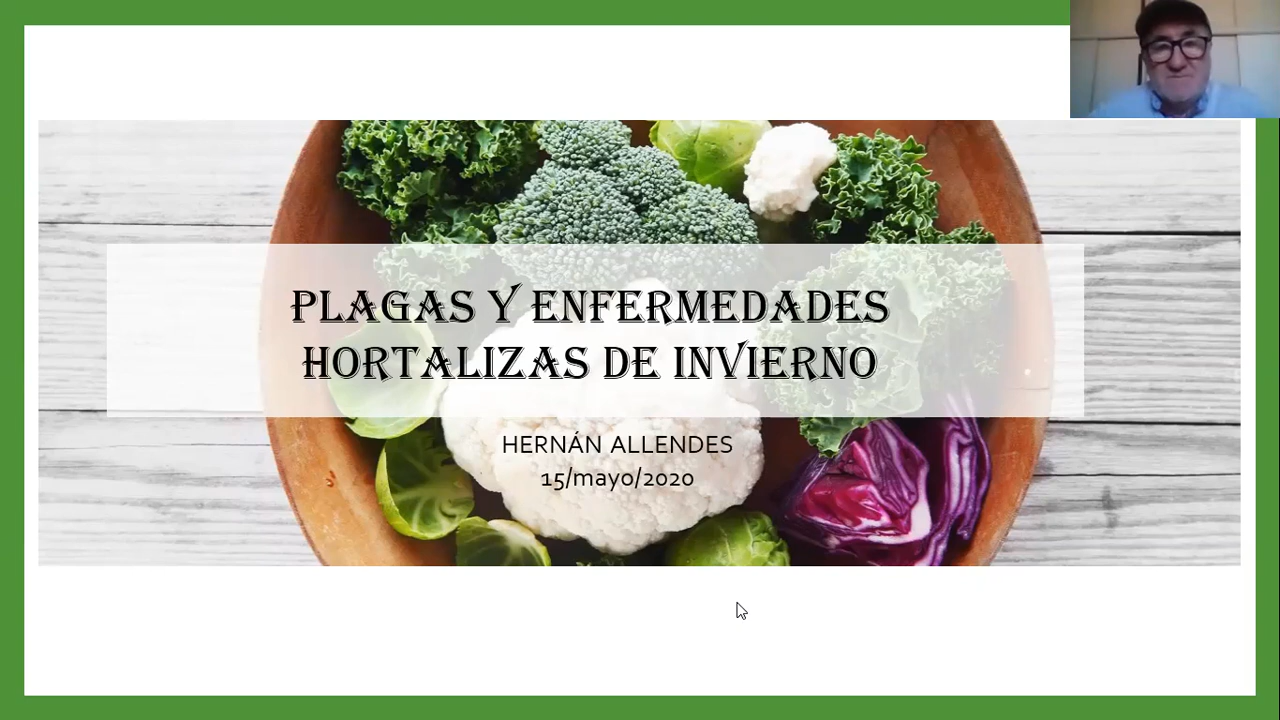 PLAGAS Y ENFERMEDADES
HORTALIZAS DE INVIERNO
HERNÁN ALLENDES
15/mayo/2020